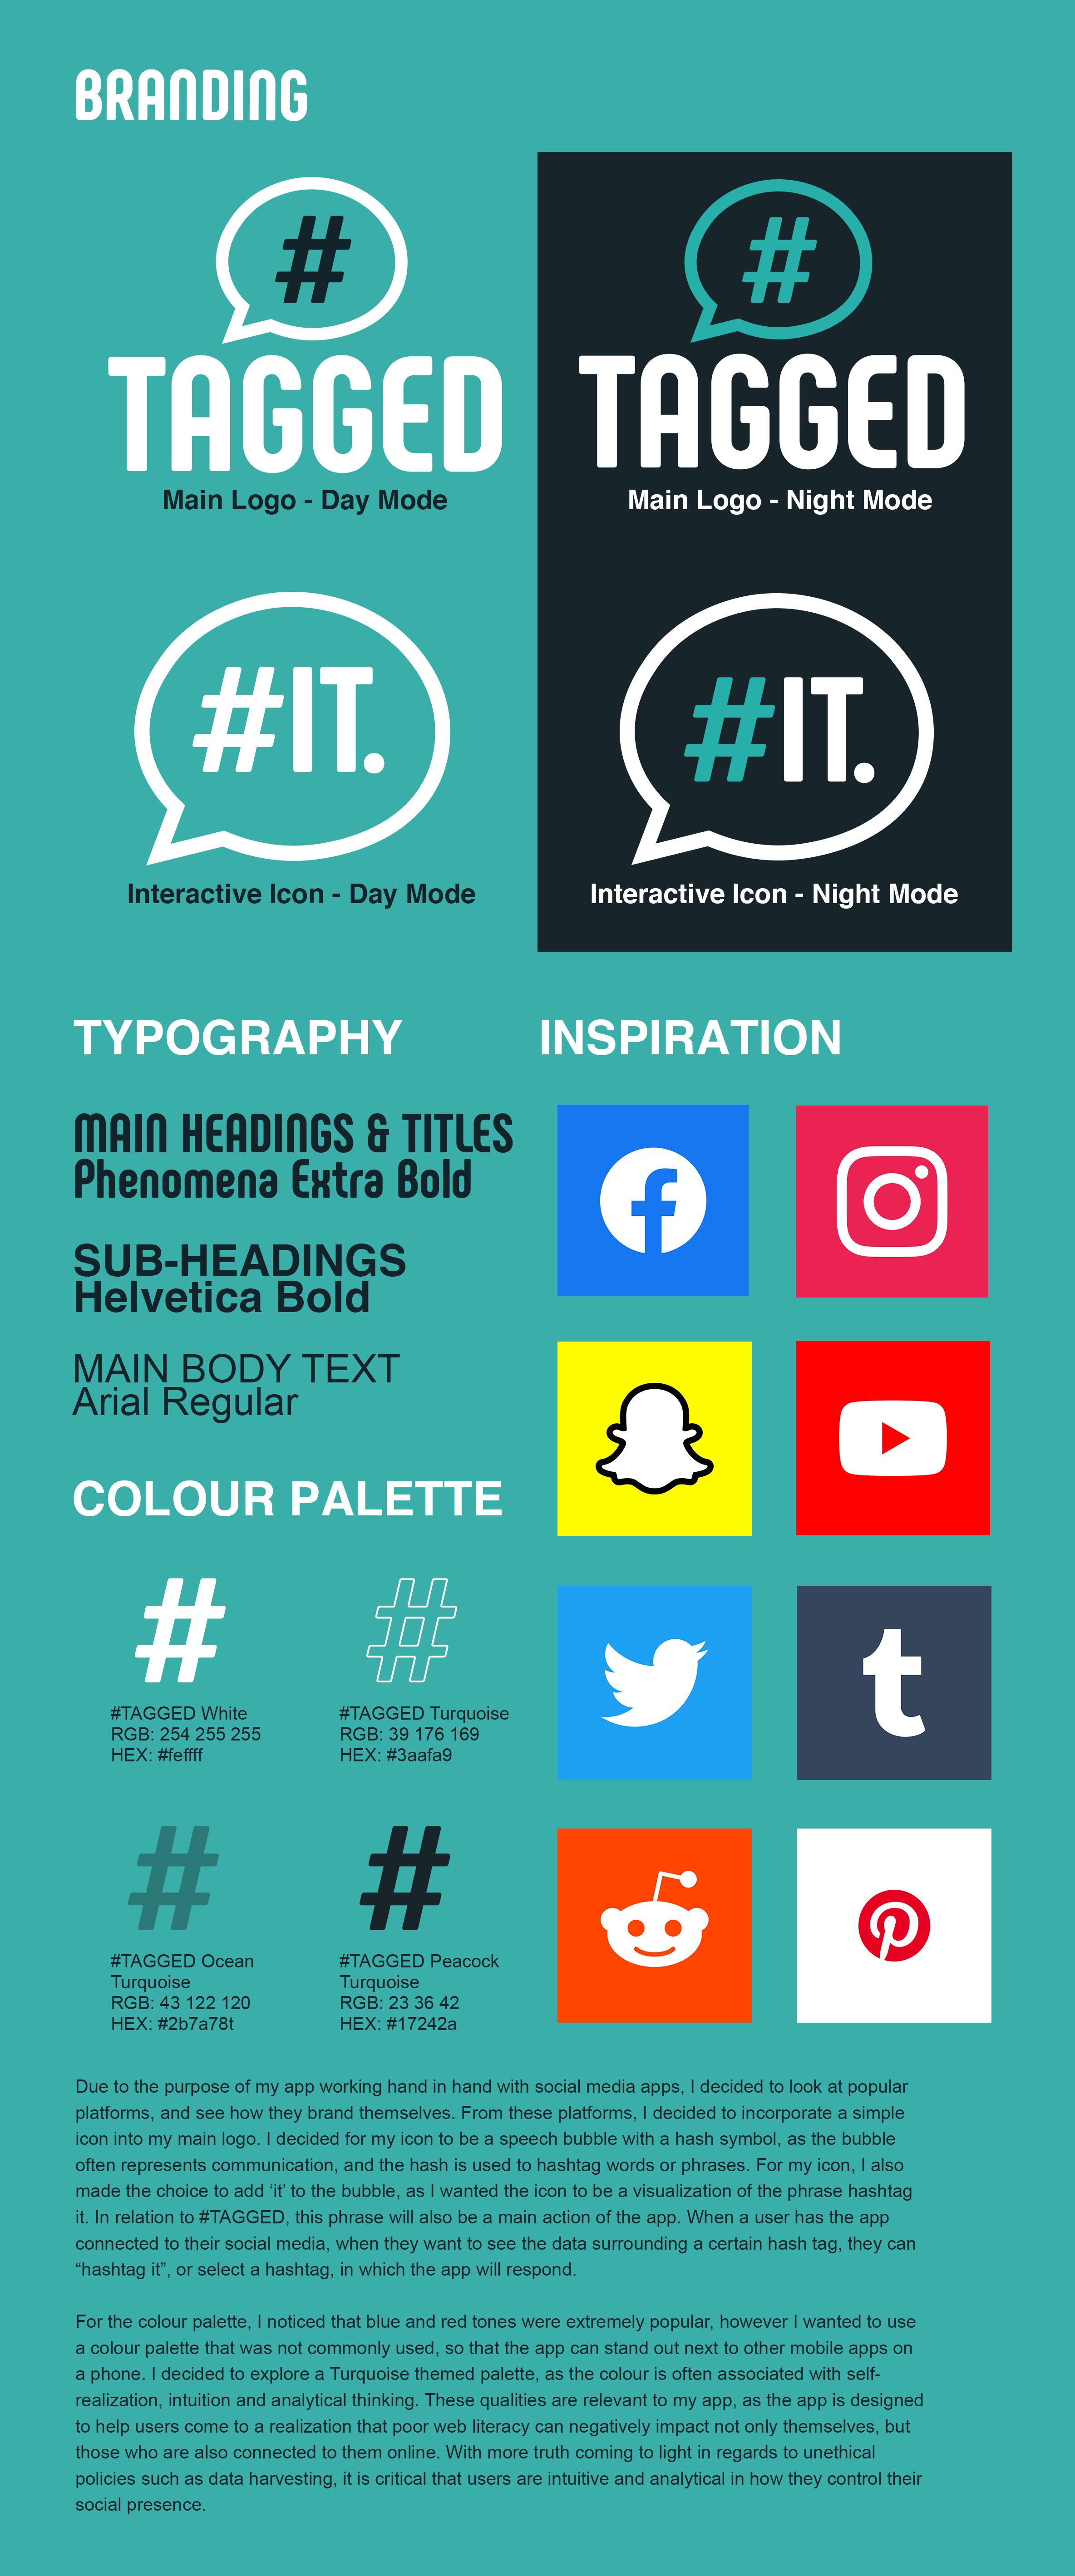 BRANDING
#
TAGGED
Main Logo - Day Mode
#
TAGGED
Main Logo - Night Mode
#IT.
Interactive Icon - Day Mode
#IT.
Interactive Icon - Night Mode
TYPOGRAPHY
MAIN HEADINGS & TITLES
Phenomena Extra Bold
SUB-HEADINGS
Helvetica Bold
MAIN BODY TEXT
Arial Regular
COLOUR PALETTE
#
#TAGGED White
RGB: 254 255 255
HEX: #feffff
#
#TAGGED Turquoise
RGB: 39 176 169
HEX: #3aafa9
#
#TAGGED Ocean
Turquoise
RGB: 43 122 120
HEX: #2b7a78t
#
#TAGGED Peacock
Turquoise
RGB: 23 36 42
HEX: #17242a
INSPIRATION
f
t
Due to the purpose of my app working hand in hand with social media apps, I decided to look at popular
platforms, and see how they brand themselves. From these platforms, I decided to incorporate a simple
icon into my main logo. I decided for my icon to be a speech bubble with a hash symbol, as the bubble
often represents communication, and the hash is used to hashtag words or phrases. For my icon, I also
made the choice to add ‘it’ to the bubble, as I wanted the icon to be a visualization of the phrase hashtag
it. In relation to #TAGGED, this phrase will also be a main action of the app. When a user has the app
connected to their social media, when they want to see the data surrounding a certain hash tag, they can
“hashtag it”, or select a hashtag, in which the app will respond.
For the colour palette, I noticed that blue and red tones were extremely popular, however I wanted to use
a colour palette that was not commonly used, so that the app can stand out next to other mobile apps on
a phone. I decided to explore a Turquoise themed palette, as the colour is often associated with self-
realization, intuition and analytical thinking. These qualities are relevant to my app, as the app is designed
to help users come to a realization that poor web literacy can negatively impact not only themselves, but
those who are also connected to them online. With more truth coming to light in regards to unethical
policies such as data harvesting, it is critical that users are intuitive and analytical in how they control their
social presence.